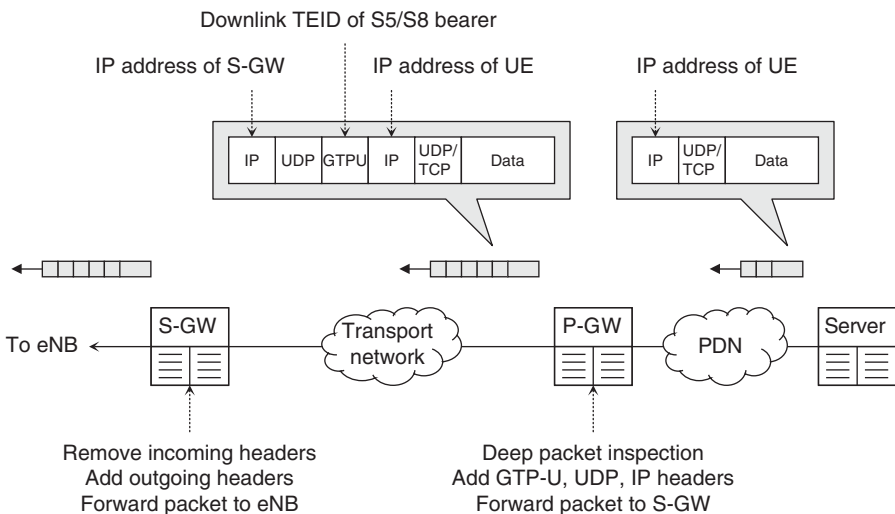 Downlink TEID of S5/S8 bearer
IP address of S-GW
IP address of UE
IP address of UE
IP
UDP
GTPU
IP
UDP/
TCP
Data
IP
UDP/
TCP
Data
S-GW
Transport
network
P-GW
PDN
Server
To eNB
Remove incoming headers
Add outgoing headers
Forward packet to eNB
Deep packet inspection
Add GTP-U, UDP, IP headers
Forward packet to S-GW